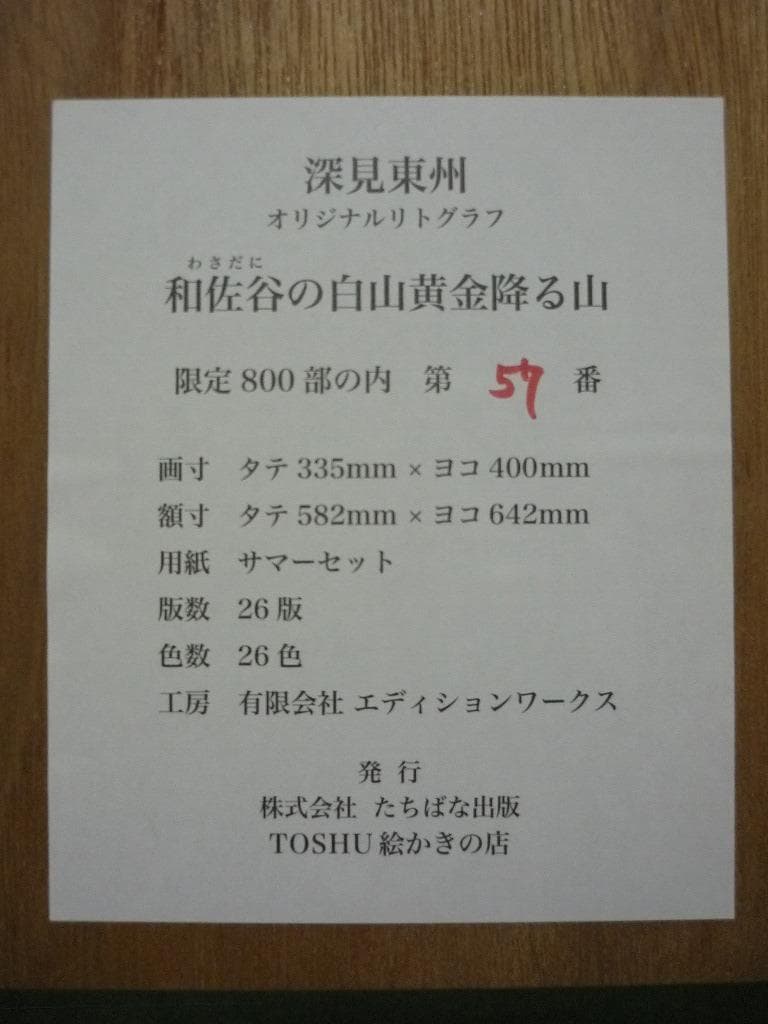 深見東州
オリジナルリトグラフ
わさだに
和佐谷の白山黄金降る山
限定800部の内 第 57 番
画寸 タテ335mm×ヨコ400mm
額寸 タテ582mm×ヨコ642mm
用紙 サマーセット
版数 26版
色数 26色
工房 有限会社 エディションワークス
発 行
株式会社 たちばな出版
TOSHU絵かきの店